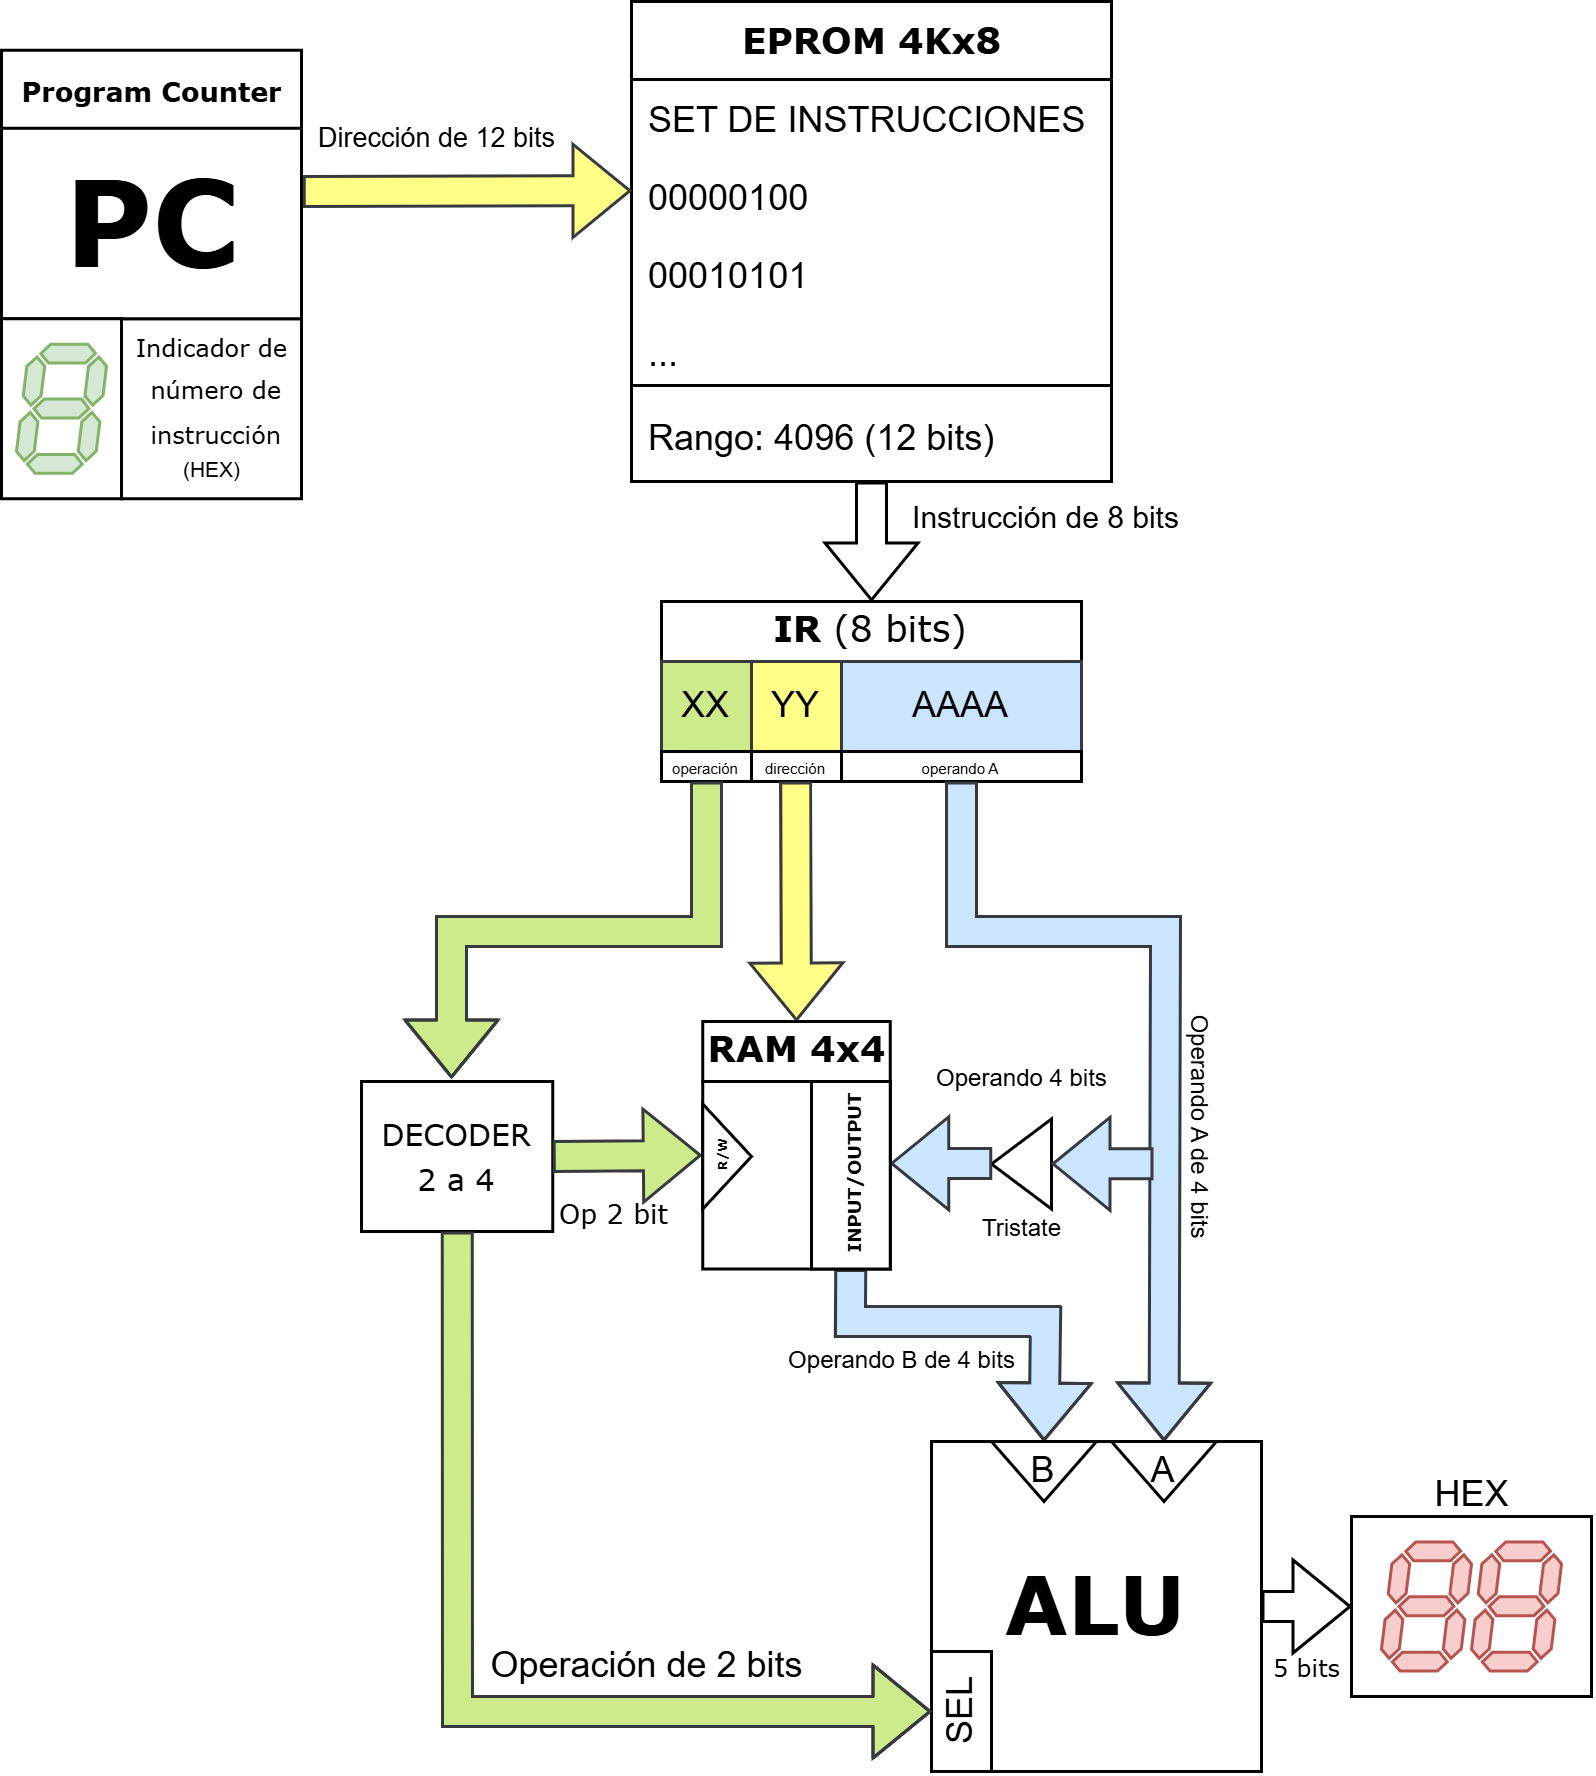 EPROM 4Kx8
Program Counter
PC
Indicador de
número de
instrucción
(HEX)
Dirección de 12 bits
SET DE INSTRUCCIONES
00000100
00010101
...
Rango: 4096 (12 bits)
Instrucción de 8 bits
IR (8 bits)
XX YY AAAA
operación dirección operando A
DECODER
2 a 4
Op 2 bit
RAM 4x4
R/W
INPUT/OUTPUT
Operando 4 bits
Tristate
Operando A de 4 bits
Operando B de 4 bits
B A
ALU
SEL
Operación de 2 bits
5 bits
HEX